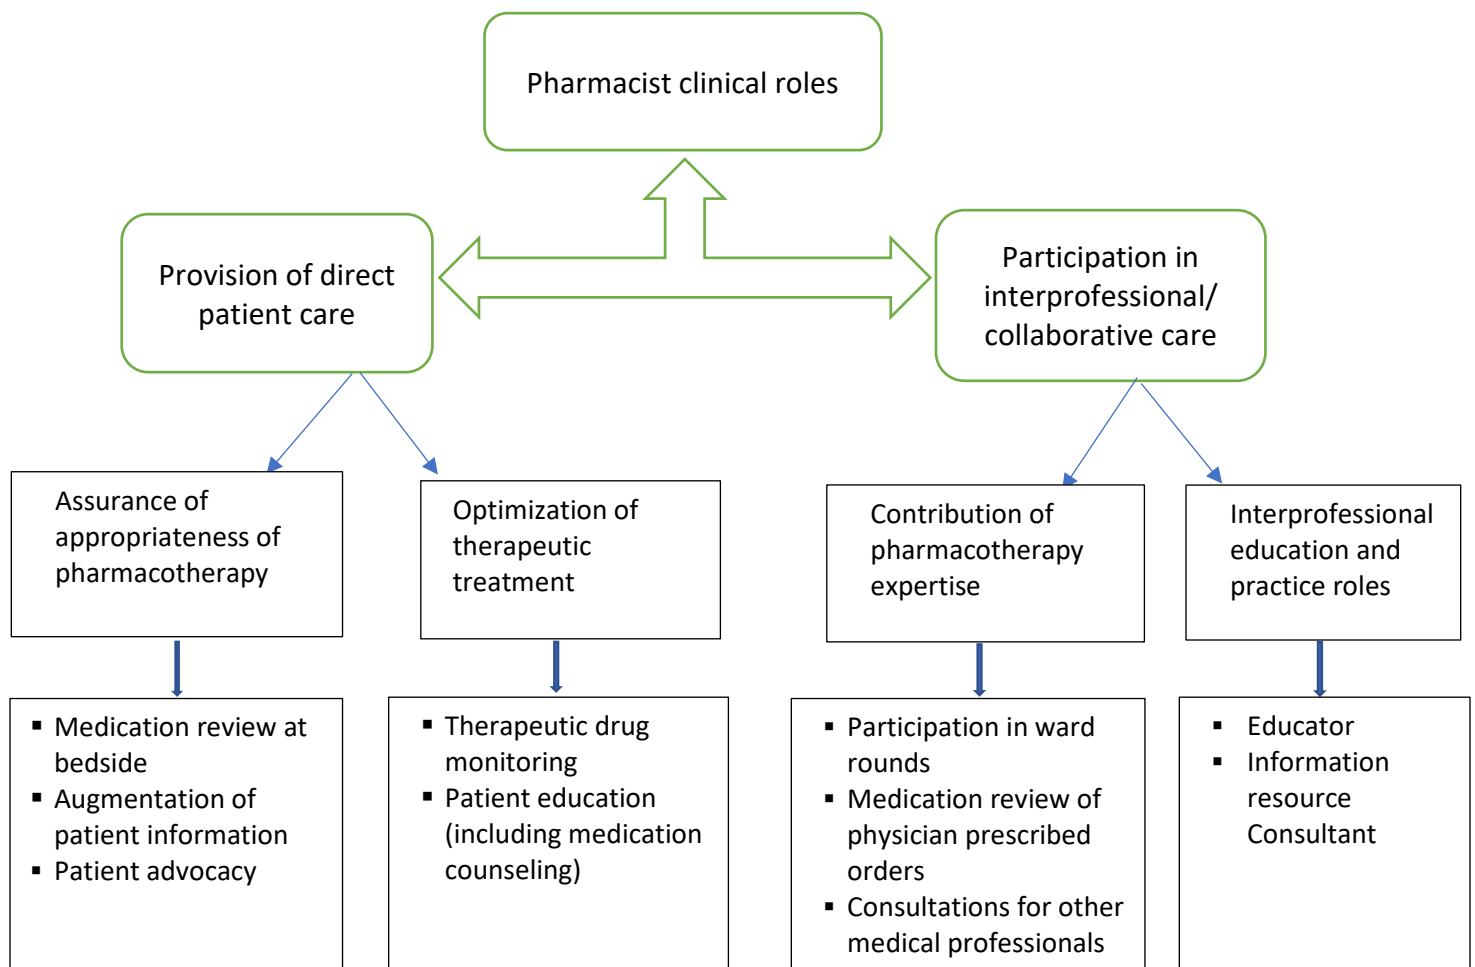 Pharmacist clinical roles
Provision of direct
patient care
Participation in
interprofessional/
collaborative care
Assurance of
appropriateness of
pharmacotherapy
Optimization of
therapeutic
treatment
Contribution of
pharmacotherapy
expertise
Interprofessional
education and
practice roles
▪ Medication review at
bedside
▪ Augmentation of
patient information
▪ Patient advocacy
▪ Therapeutic drug
monitoring
▪ Patient education
(including medication
counseling)
▪ Participation in ward
rounds
▪ Medication review of
physician prescribed
orders
▪ Consultations for other
medical professionals
▪ Educator
▪ Information
resource
Consultant